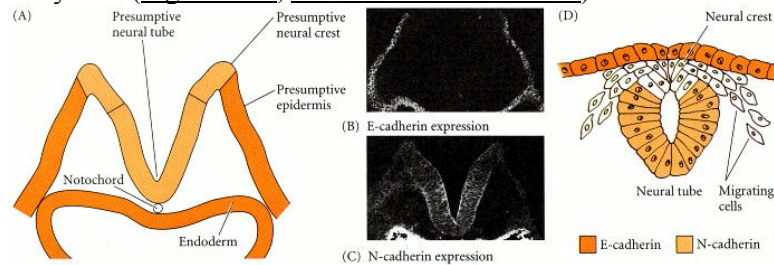 (A)
Presumptive
neural tube
Presumptive
neural crest
Presumptive
epidermis
Notochord
Endoderm
(B) E-cadherin expression
(C) N-cadherin expression
(D)
Neural crest
Neural tube
Migrating
cells
E-cadherin
N-cadherin